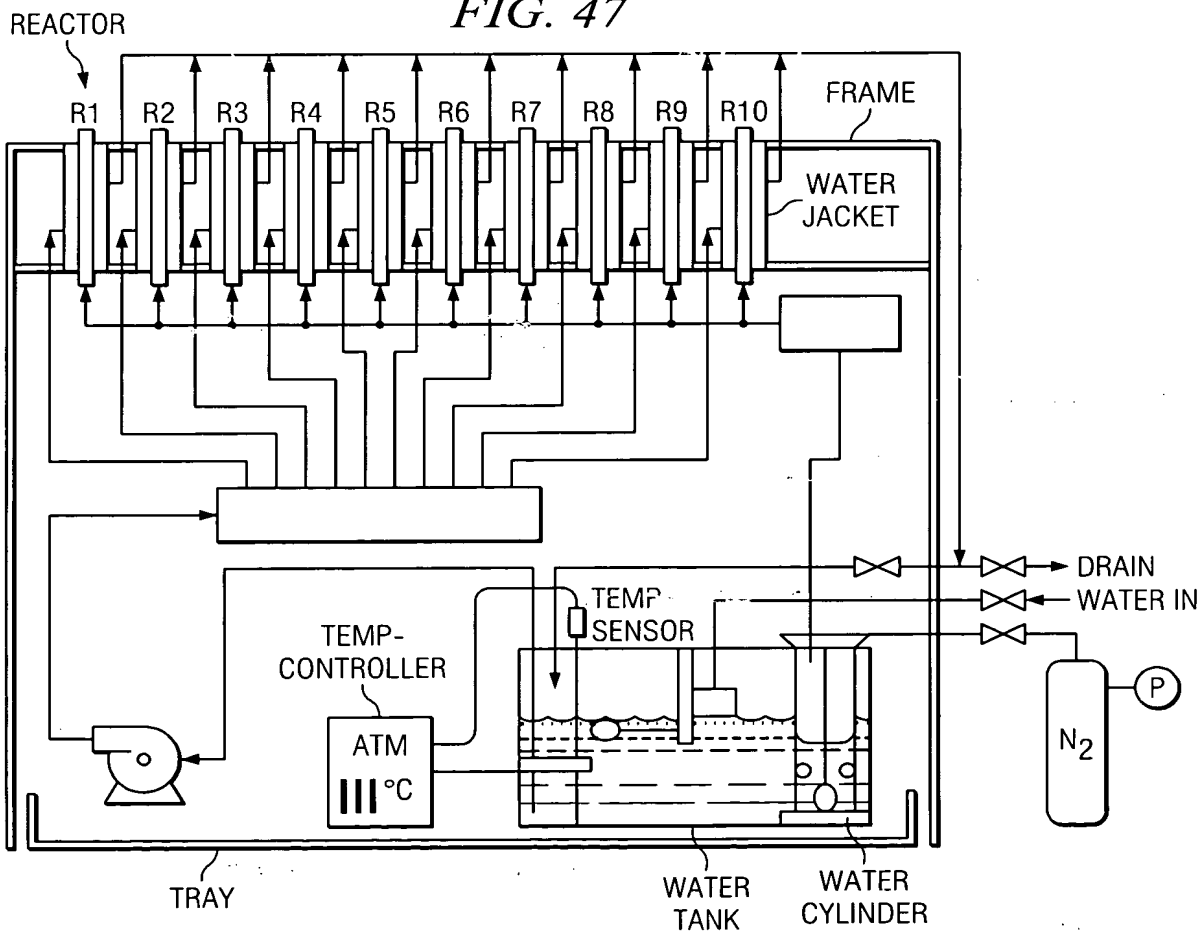 FIG. 47
REACTOR
R1 R2 R3 R4 R5 R6 R7 R8 R9 R10
FRAME
WATER
JACKET
DRAIN
WATER IN
TEMP
SENSOR
TEMP-
CONTROLLER
ATM
°C
N2
P
TRAY
WATER
TANK
WATER
CYLINDER